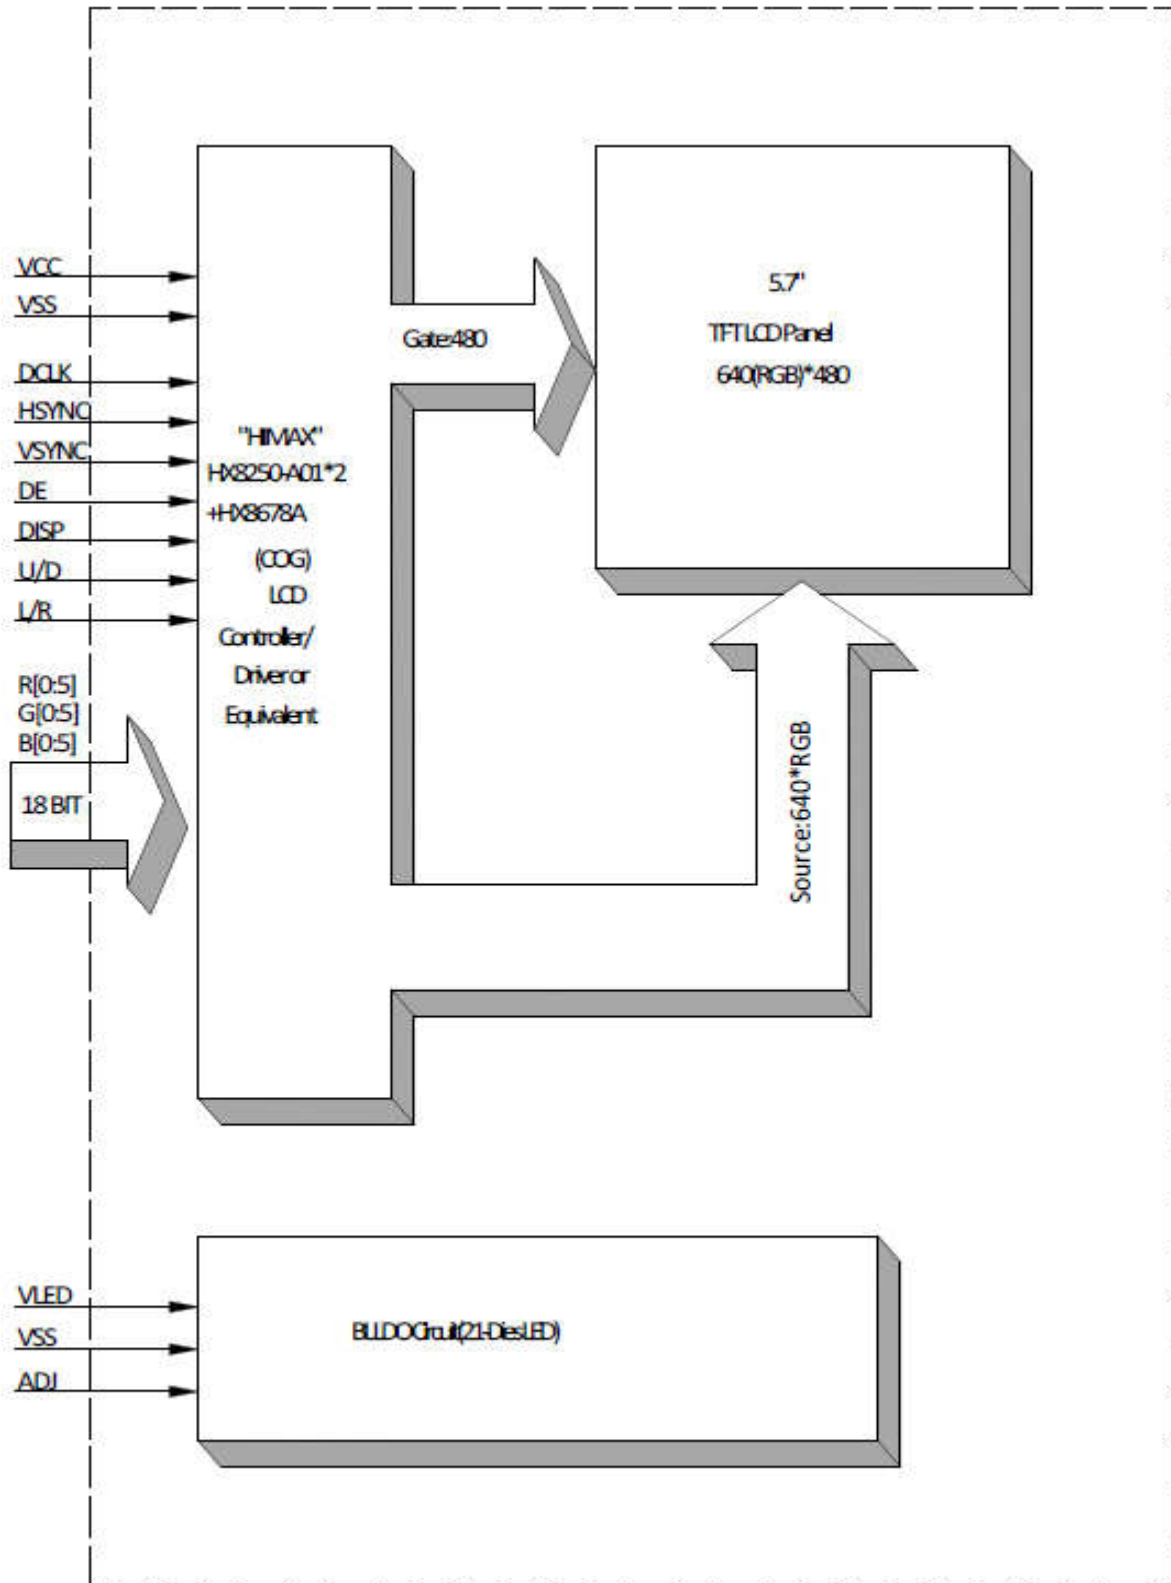 VCC
VSS
DCLK
HSYNC
VSYNC
DE
DISP
U/D
L/R
R[0:5]
G[0:5]
B[0:5]
18 BIT
"HIMAX"
HX8250-A01*2
+HX8678A
(COG)
LCD
Controller/
Driver or
Equivalent
Gate:480
5.7"
TFT LCD Panel
640(RGB)*480
Source:640*RGB
VLED
VSS
ADJ
BLLDO Circuit(21-Dies LED)